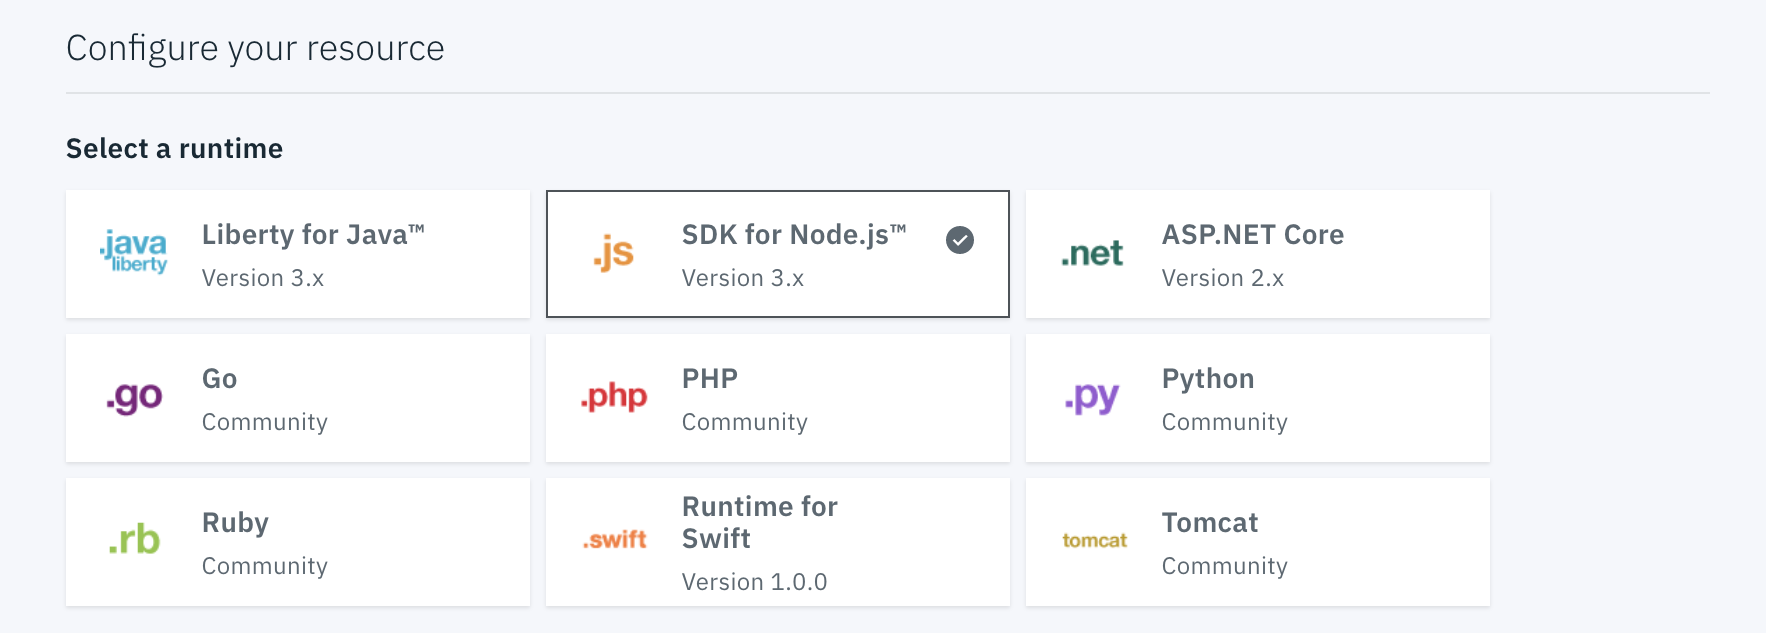 Configure your resource
Select a runtime
.java
liberty
Liberty for Java™
Version 3.x
.js
SDK for Node.js™
Version 3.x
.net
ASP.NET Core
Version 2.x
.go
Go
Community
.php
PHP
Community
.py
Python
Community
.rb
Ruby
Community
.swift
Runtime for
Swift
Version 1.0.0
tomcat
Tomcat
Community